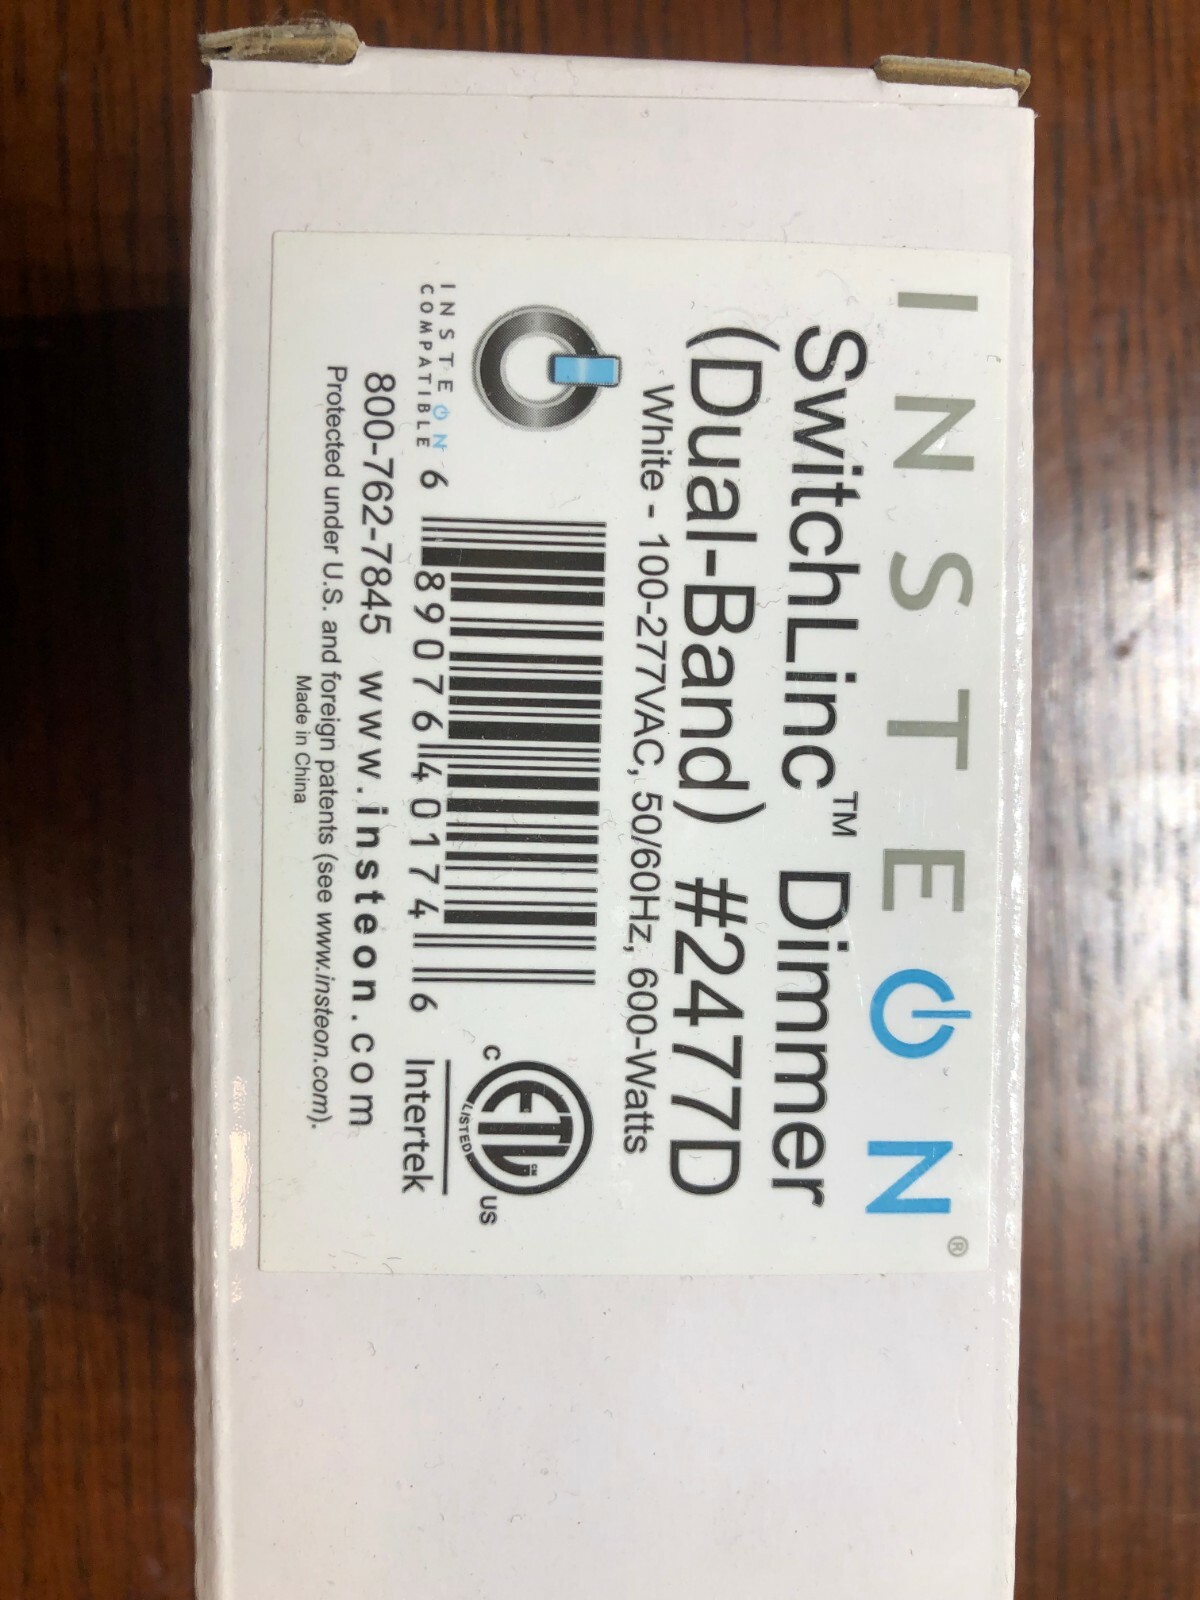 INSTEON®
SwitchLinc™ Dimmer
(Dual-Band) #2477D
White - 100-277VAC, 50/60Hz, 600-Watts
INSTEON
COMPATIBLE
6 89076 40174 6
ETL CM
LISTED
C US
Intertek
800-762-7845 www.insteon.com
Protected under U.S. and foreign patents (see www.insteon.com).
Made in China